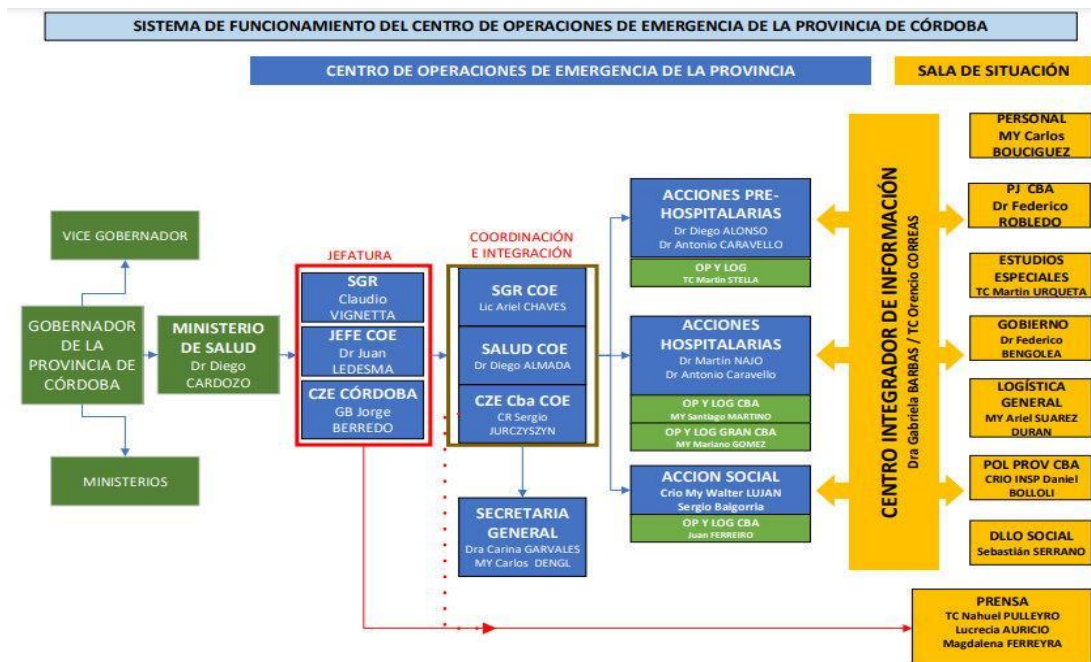 SISTEMA DE FUNCIONAMIENTO DEL CENTRO DE OPERACIONES DE EMERGENCIA DE LA PROVINCIA DE CÓRDOBA
CENTRO DE OPERACIONES DE EMERGENCIA DE LA PROVINCIA
SALA DE SITUACIÓN
VICE GOBERNADOR
GOBERNADOR
DE LA
PROVINCIA DE
CÓRDOBA
MINISTERIOS
MINISTERIO
DE SALUD
Dr Diego
CARDOZO
JEFATURA
SGR
Claudio
VIGNETTA
JEFE COE
Dr Juan
LEDESMA
CZE CÓRDOBA
GB Jorge
BERREDO
COORDINACIÓN
E INTEGRACIÓN
SGR COE
Lic Ariel CHAVES
SALUD COE
Dr Diego ALMADA
CZE Cba COE
CR Sergio
JURCZYSZYN
SECRETARIA
GENERAL
Dra Carina GARVALES
MY Carlos DENGL
ACCIONES PRE-
HOSPITALARIAS
Dr Diego ALONSO
Dr Antonio CARAVELLO
OP Y LOG
TC Martin STELLA
ACCIONES
HOSPITALARIAS
Dr Martín NAJO
Dr Antonio Caravello
OP Y LOG CBA
MY Santiago MARTINO
OP Y LOG GRAN CBA
MY Mariano GOMEZ
ACCION SOCIAL
Crio My Walter LUJAN
Sergio Baigorria
OP Y LOG CBA
Juan FERREIRO
CENTRO INTEGRADOR DE INFORMACIÓN
Dra Gabriela BARBAS / TC Orencio CORREAS
PERSONAL
MY Carlos
BOUCIGUEZ
PJ CBA
Dr Federico
ROBLEDO
ESTUDIOS
ESPECIALES
TC Martin URQUETA
GOBIERNO
Dr Federico
BENGOLEA
LOGÍSTICA
GENERAL
MY Ariel SUAREZ
DURAN
POL PROV CBA
CRIO INSP Daniel
BOLLOLI
DLLO SOCIAL
Sebastián SERRANO
PRENSA
TC Nahuel PULLEYRO
Lucrecia AURICIO
Magdalena FERREYRA